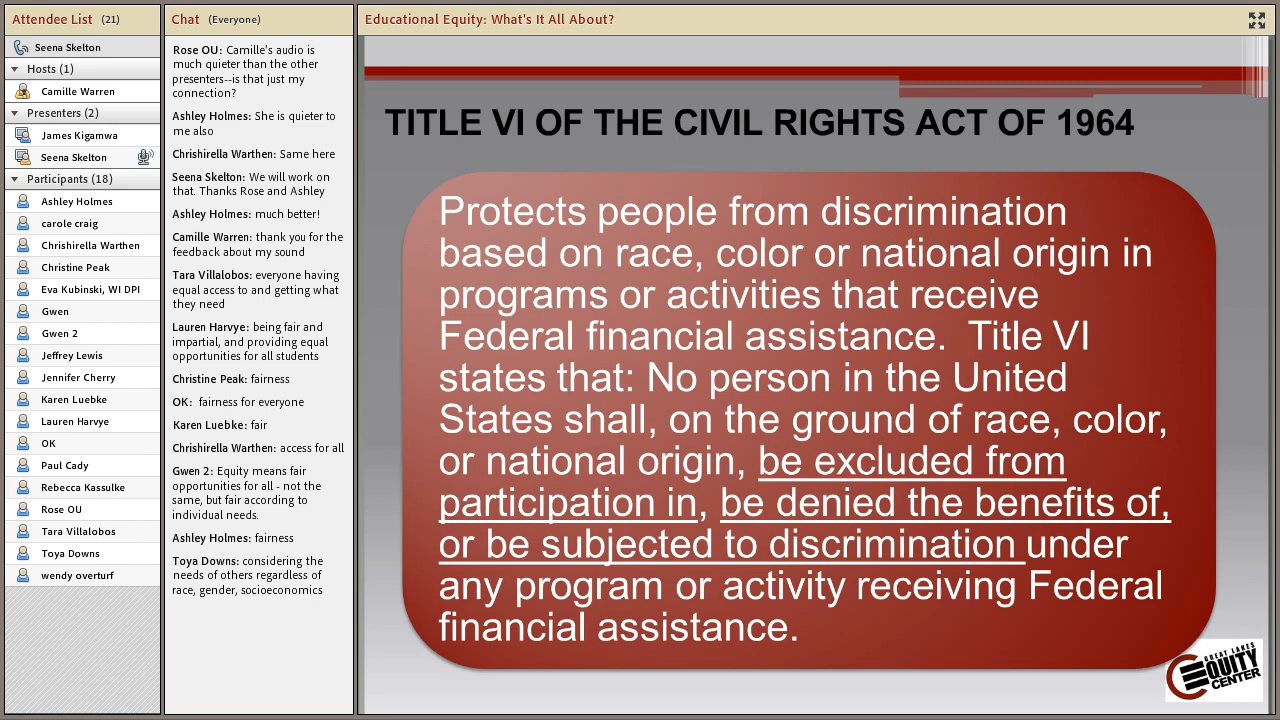 Attendee List (21)
Seena Skelton
Hosts (1)
Camille Warren
Presenters (2)
James Kigamwa
Seena Skelton
Participants (18)
Ashley Holmes
carole craig
Chrishirella Warthen
Christine Peak
Eva Kubinski, WI DPI
Gwen
Gwen 2
Jeffrey Lewis
Jennifer Cherry
Karen Luebke
Lauren Harvye
OK
Paul Cady
Rebecca Kassulke
Rose OU
Tara Villalobos
Toya Downs
wendy overturf
Chat (Everyone)
Rose OU: Camille's audio is
much quieter than the other
presenters--is that just my
connection?
Ashley Holmes: She is quieter to
me also
Chrishirella Warthen: Same here
Seena Skelton: We will work on
that. Thanks Rose and Ashley
Ashley Holmes: much better!
Camille Warren: thank you for the
feedback about my sound
Tara Villalobos: everyone having
equal access to and getting what
they need
Lauren Harvye: being fair and
impartial, and providing equal
opportunities for all students
Christine Peak: fairness
OK: fairness for everyone
Karen Luebke: fair
Chrishirella Warthen: access for all
Gwen 2: Equity means fair
opportunities for all - not the
same, but fair according to
individual needs.
Ashley Holmes: fairness
Toya Downs: considering the
needs of others regardless of
race, gender, socioeconomics
Educational Equity: What's It All About?
TITLE VI OF THE CIVIL RIGHTS ACT OF 1964
Protects people from discrimination
based on race, color or national origin in
programs or activities that receive
Federal financial assistance.  Title VI
states that: No person in the United
States shall, on the ground of race, color,
or national origin, be excluded from
participation in, be denied the benefits of,
or be subjected to discrimination under
any program or activity receiving Federal
financial assistance.
GREAT LAKES
EQUITY
CENTER